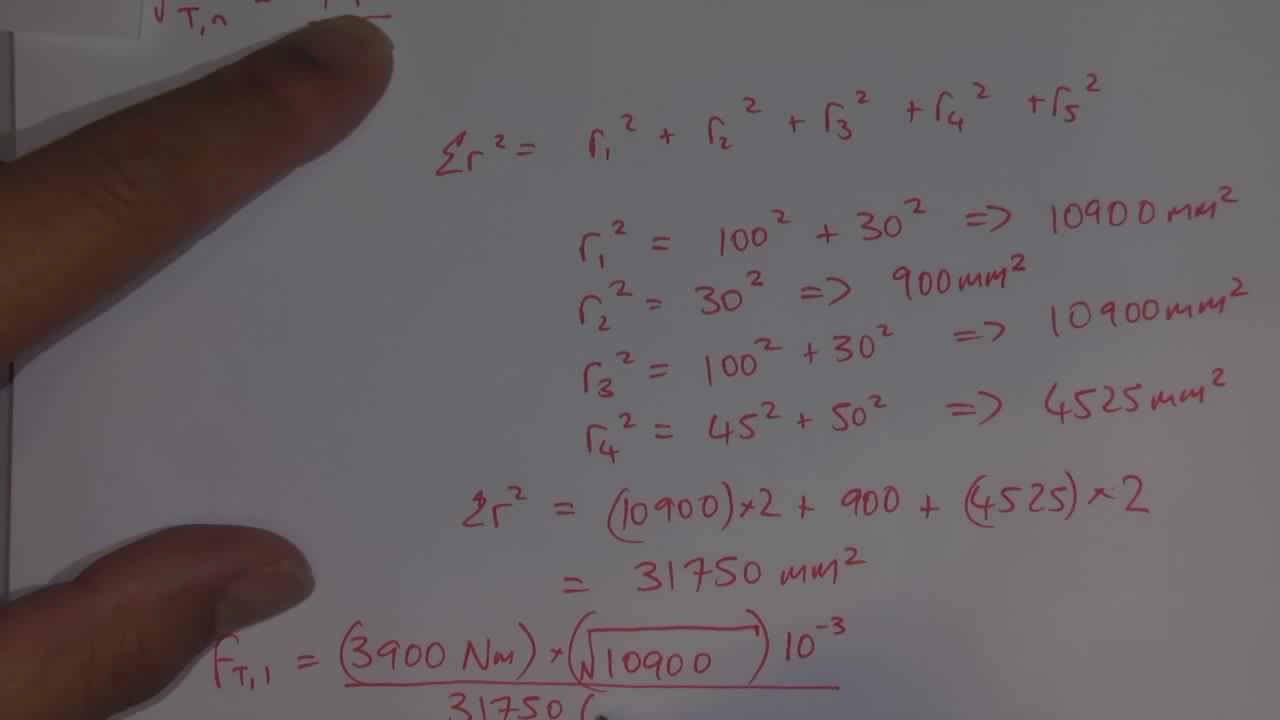 T,n
Σr² = r₁² + r₂² + r₃² + r₄² + r₅²
r₁² = 100² + 30² => 10900 mm²
r₂² = 30² => 900 mm²
r₃² = 100² + 30² => 10900 mm²
r₄² = 45² + 50² => 4525 mm²
Σr² = (10900)×2 + 900 + (4525)×2
= 31750 mm²
F_T,1 = (3900 Nm) × (√10900) 10⁻³
31750 (